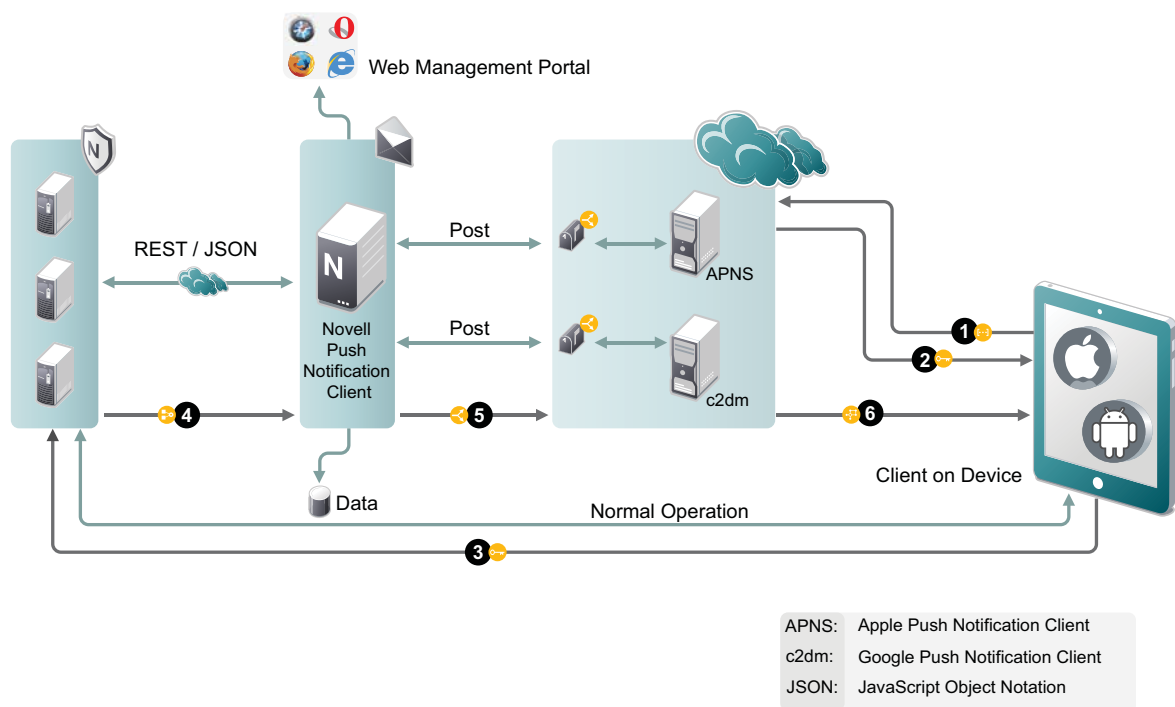 Web Management Portal
N
REST / JSON
N
Novell
Push
Notification
Client
Post
Post
APNS
c2dm
1
2
4
5
6
Client on Device
Data
Normal Operation
3
APNS: Apple Push Notification Client
c2dm: Google Push Notification Client
JSON: JavaScript Object Notation